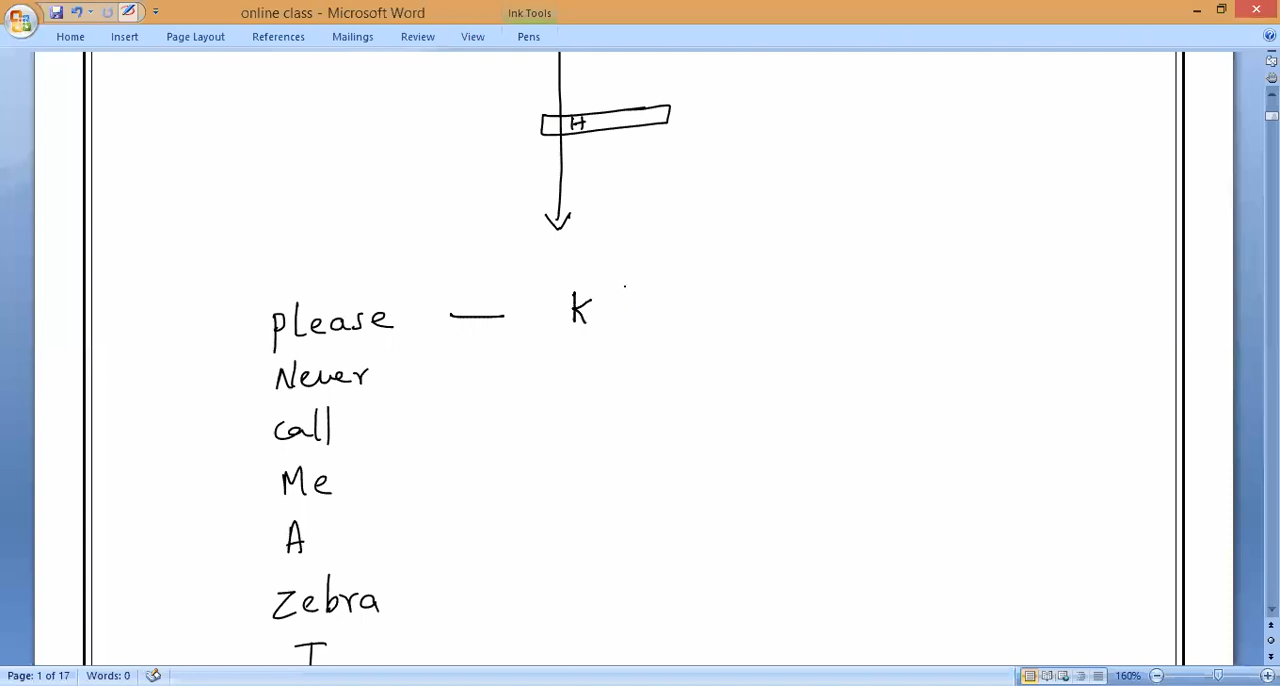 online class - Microsoft Word
Ink Tools
Home Insert Page Layout References Mailings Review View Pens
H
please — K
Never
call
Me
A
Zebra
I
Page: 1 of 17 Words: 0 160%